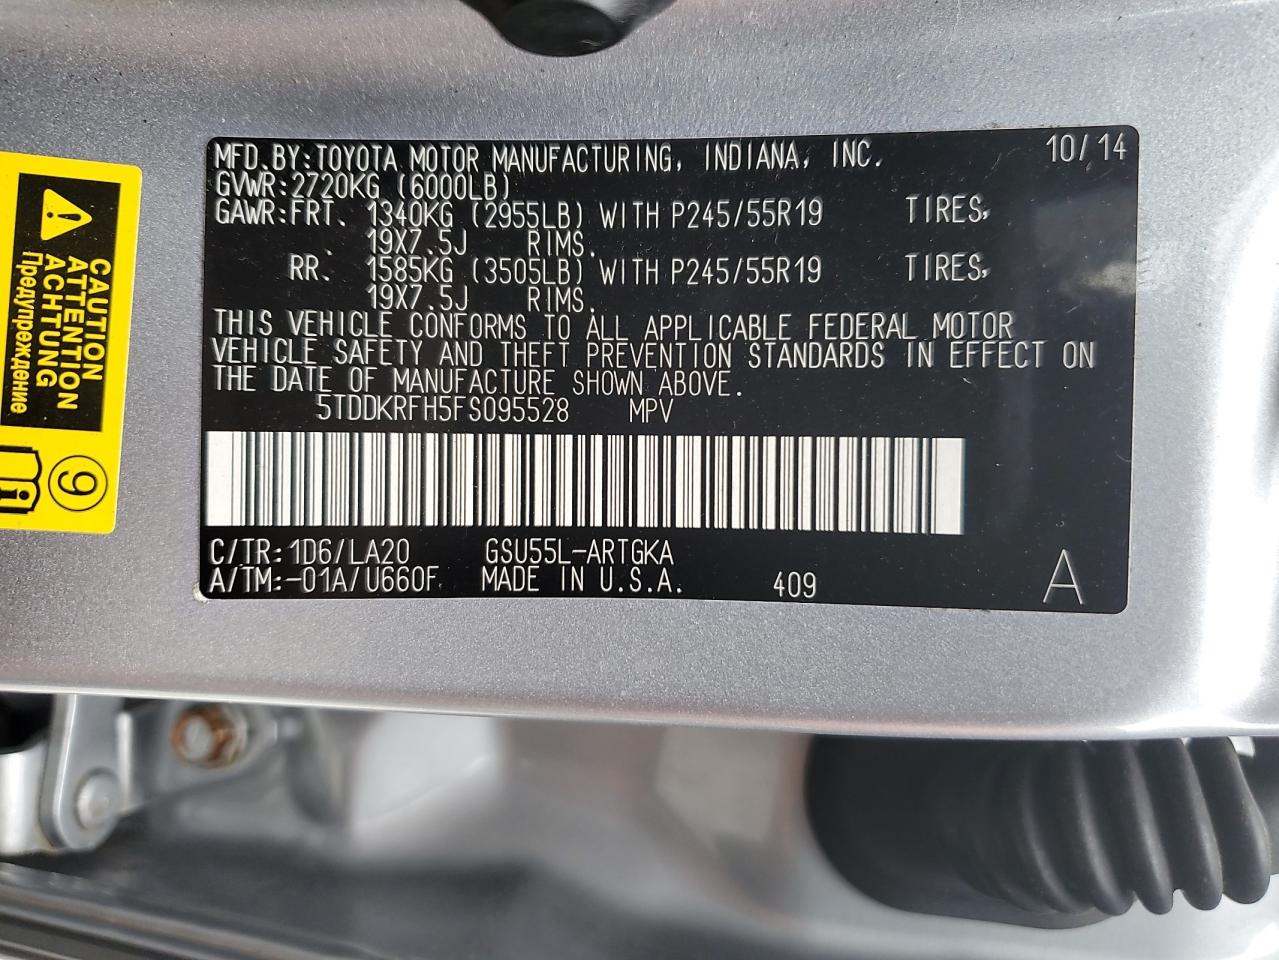 MFD.BY:TOYOTA MOTOR MANUFACTURING, INDIANA, INC. 10/14
GVWR:2720KG (6000LB)
GAWR:FRT. 1340KG (2955LB) WITH P245/55R19 TIRES,
19X7.5J RIMS.
RR. 1585KG (3505LB) WITH P245/55R19 TIRES,
19X7.5J RIMS.
THIS VEHICLE CONFORMS TO ALL APPLICABLE FEDERAL MOTOR
VEHICLE SAFETY AND THEFT PREVENTION STANDARDS IN EFFECT ON
THE DATE OF MANUFACTURE SHOWN ABOVE.
5TDDKRFH5FS095528 MPV
C/TR:1D6/LA20 GSU55L-ARTGKA
A/TM:-01A/U660F MADE IN U.S.A. 409 A
CAUTION
ATTENTION
ACHTUNG
Предупреждение
9